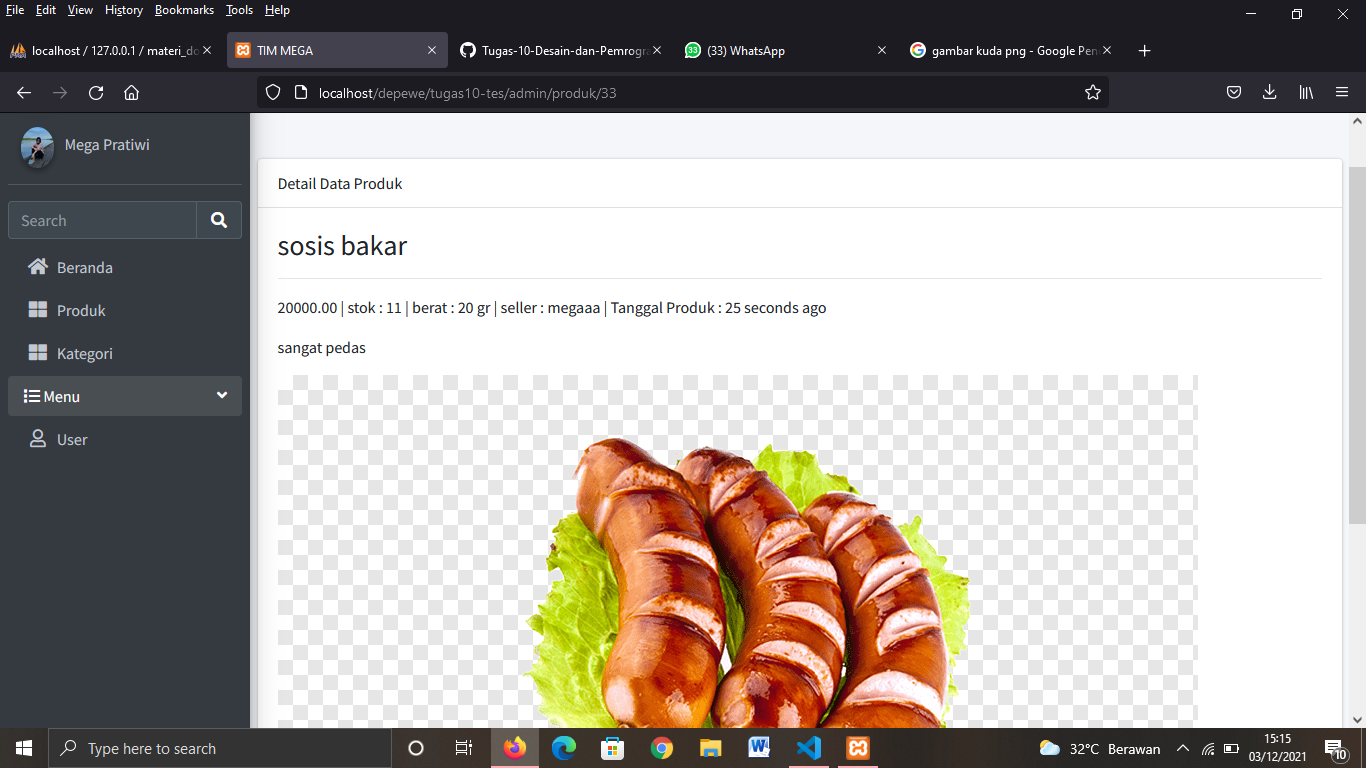 File Edit View History Bookmarks Tools Help
localhost / 127.0.0.1 / materi_do
TIM MEGA
Tugas-10-Desain-dan-Pemrogra
(33) WhatsApp
gambar kuda png - Google Pen
localhost/depewe/tugas10-tes/admin/produk/33
Mega Pratiwi
Search
Beranda
Produk
Kategori
Menu
User
Detail Data Produk
sosis bakar
20000.00 | stok : 11 | berat : 20 gr | seller : megaaa | Tanggal Produk : 25 seconds ago
sangat pedas
Type here to search
32°C Berawan
15:15
03/12/2021
10